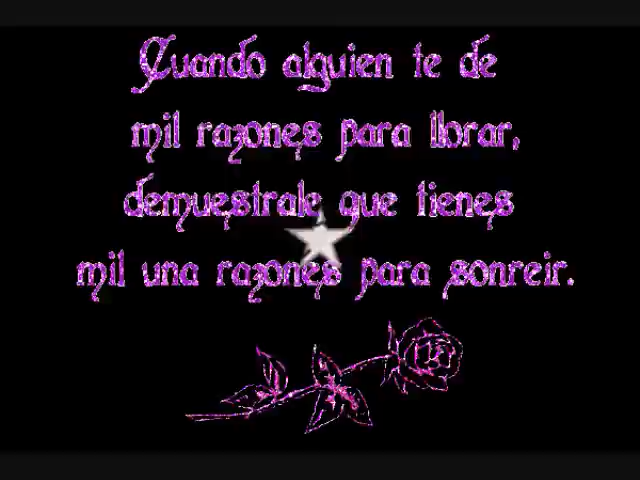 Cuando alguien te de
mil razones para llorar,
demuestrale que tienes
mil una razones para sonreir.